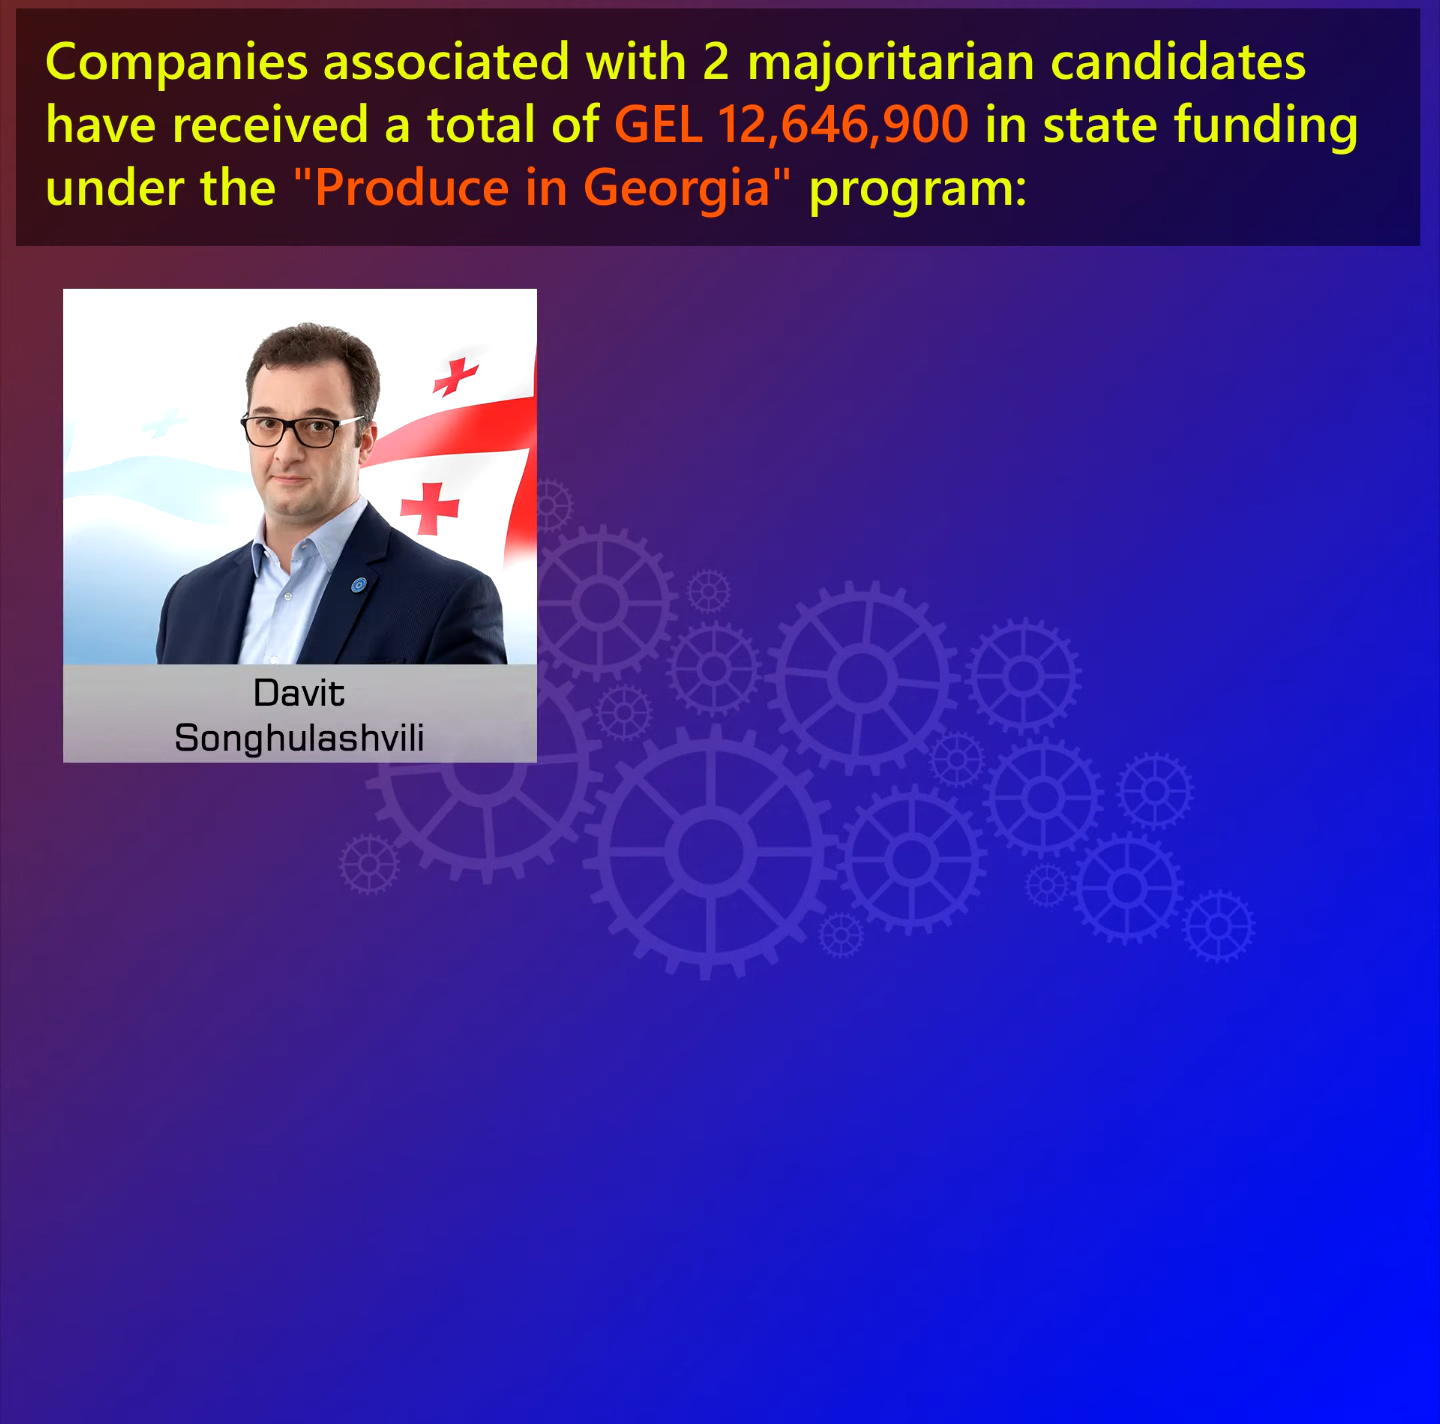 Companies associated with 2 majoritarian candidates
have received a total of GEL 12,646,900 in state funding
under the "Produce in Georgia" program:
Davit
Songhulashvili